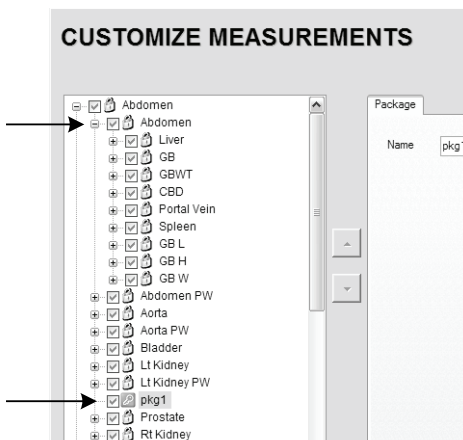 CUSTOMIZE MEASUREMENTS
Abdomen
Abdomen
Liver
GB
GBWT
CBD
Portal Vein
Spleen
GB L
GB H
GB W
Abdomen PW
Aorta
Aorta PW
Bladder
Lt Kidney
Lt Kidney PW
pkg1
Prostate
Rt Kidney
Package
Name pkg1